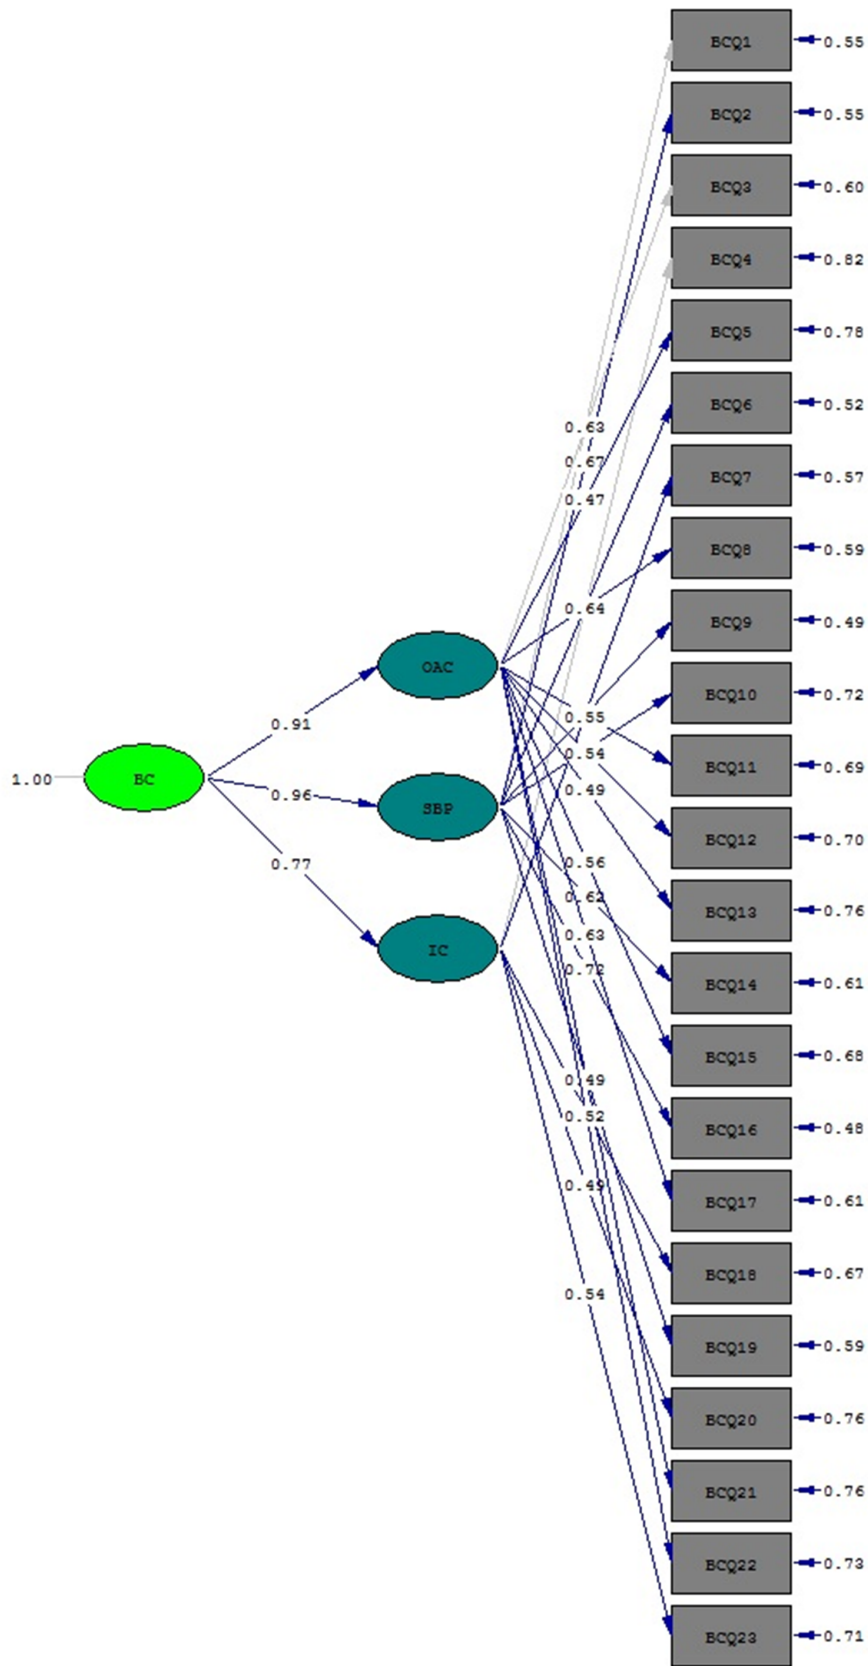 BCQ1
0.55
BCQ2
0.55
BCQ3
0.60
BCQ4
0.82
BCQ5
0.78
BCQ6
0.52
BCQ7
0.57
BCQ8
0.59
BCQ9
0.49
BCQ10
0.72
BCQ11
0.69
BCQ12
0.70
BCQ13
0.76
BCQ14
0.61
BCQ15
0.68
BCQ16
0.48
BCQ17
0.61
BCQ18
0.67
BCQ19
0.59
BCQ20
0.76
BCQ21
0.76
BCQ22
0.73
BCQ23
0.71
0.63
0.67
0.47
0.64
0.55
0.54
0.49
0.56
0.62
0.63
0.72
0.49
0.52
0.49
0.54
OAC
SBP
IC
0.91
0.96
0.77
1.00
BC